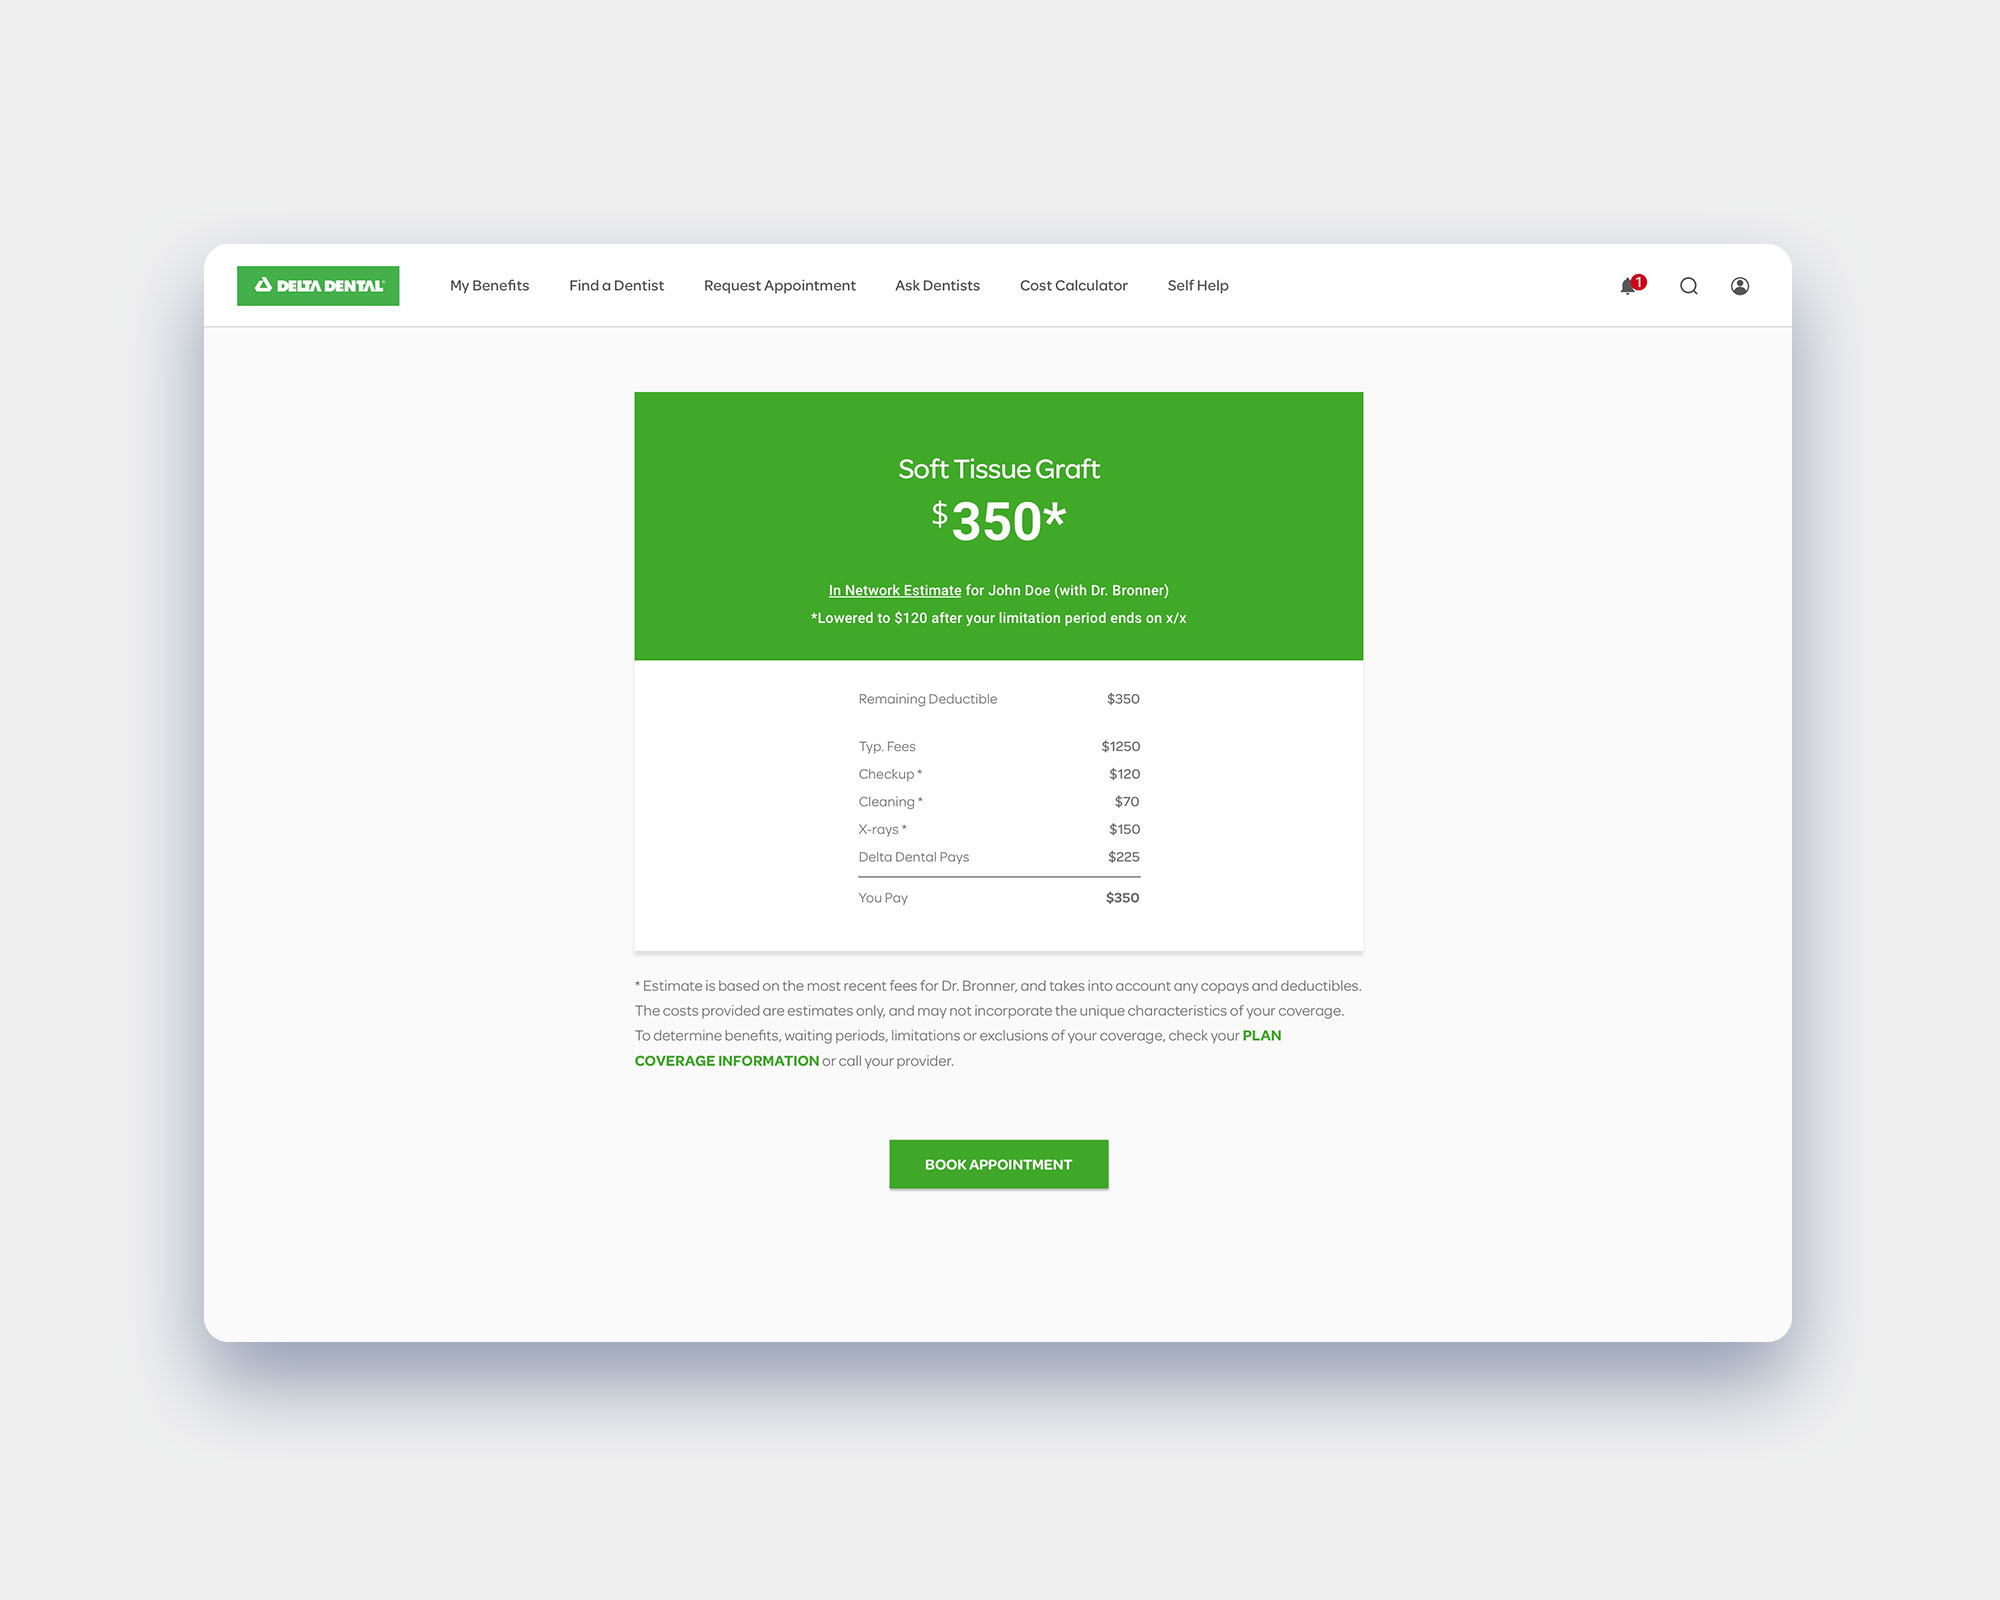 DELTA DENTAL
My Benefits Find a Dentist Request Appointment Ask Dentists Cost Calculator Self Help 1
Soft Tissue Graft
$350*
In Network Estimate for John Doe (with Dr. Bronner)
*Lowered to $120 after your limitation period ends on x/x
Remaining Deductible $350
Typ. Fees $1250
Checkup * $120
Cleaning * $70
X-rays * $150
Delta Dental Pays $225
You Pay $350
* Estimate is based on the most recent fees for Dr. Bronner, and takes into account any copays and deductibles.
The costs provided are estimates only, and may not incorporate the unique characteristics of your coverage.
To determine benefits, waiting periods, limitations or exclusions of your coverage, check your PLAN
COVERAGE INFORMATION or call your provider.
BOOK APPOINTMENT